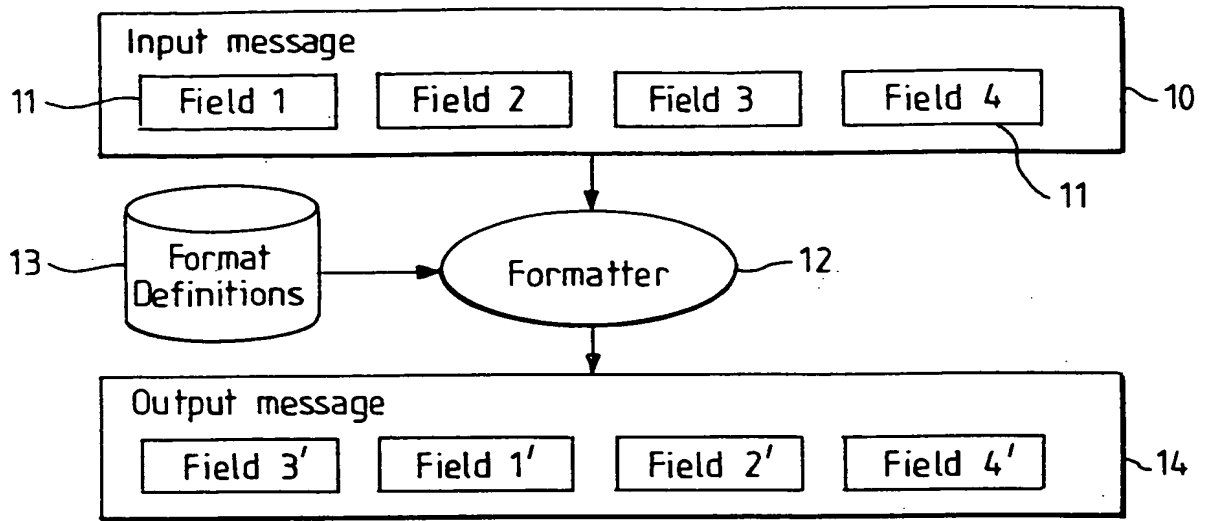 Input message
11 Field 1 Field 2 Field 3 Field 4 10
11
13 Format Definitions Formatter 12
Output message
Field 3′ Field 1′ Field 2′ Field 4′ 14